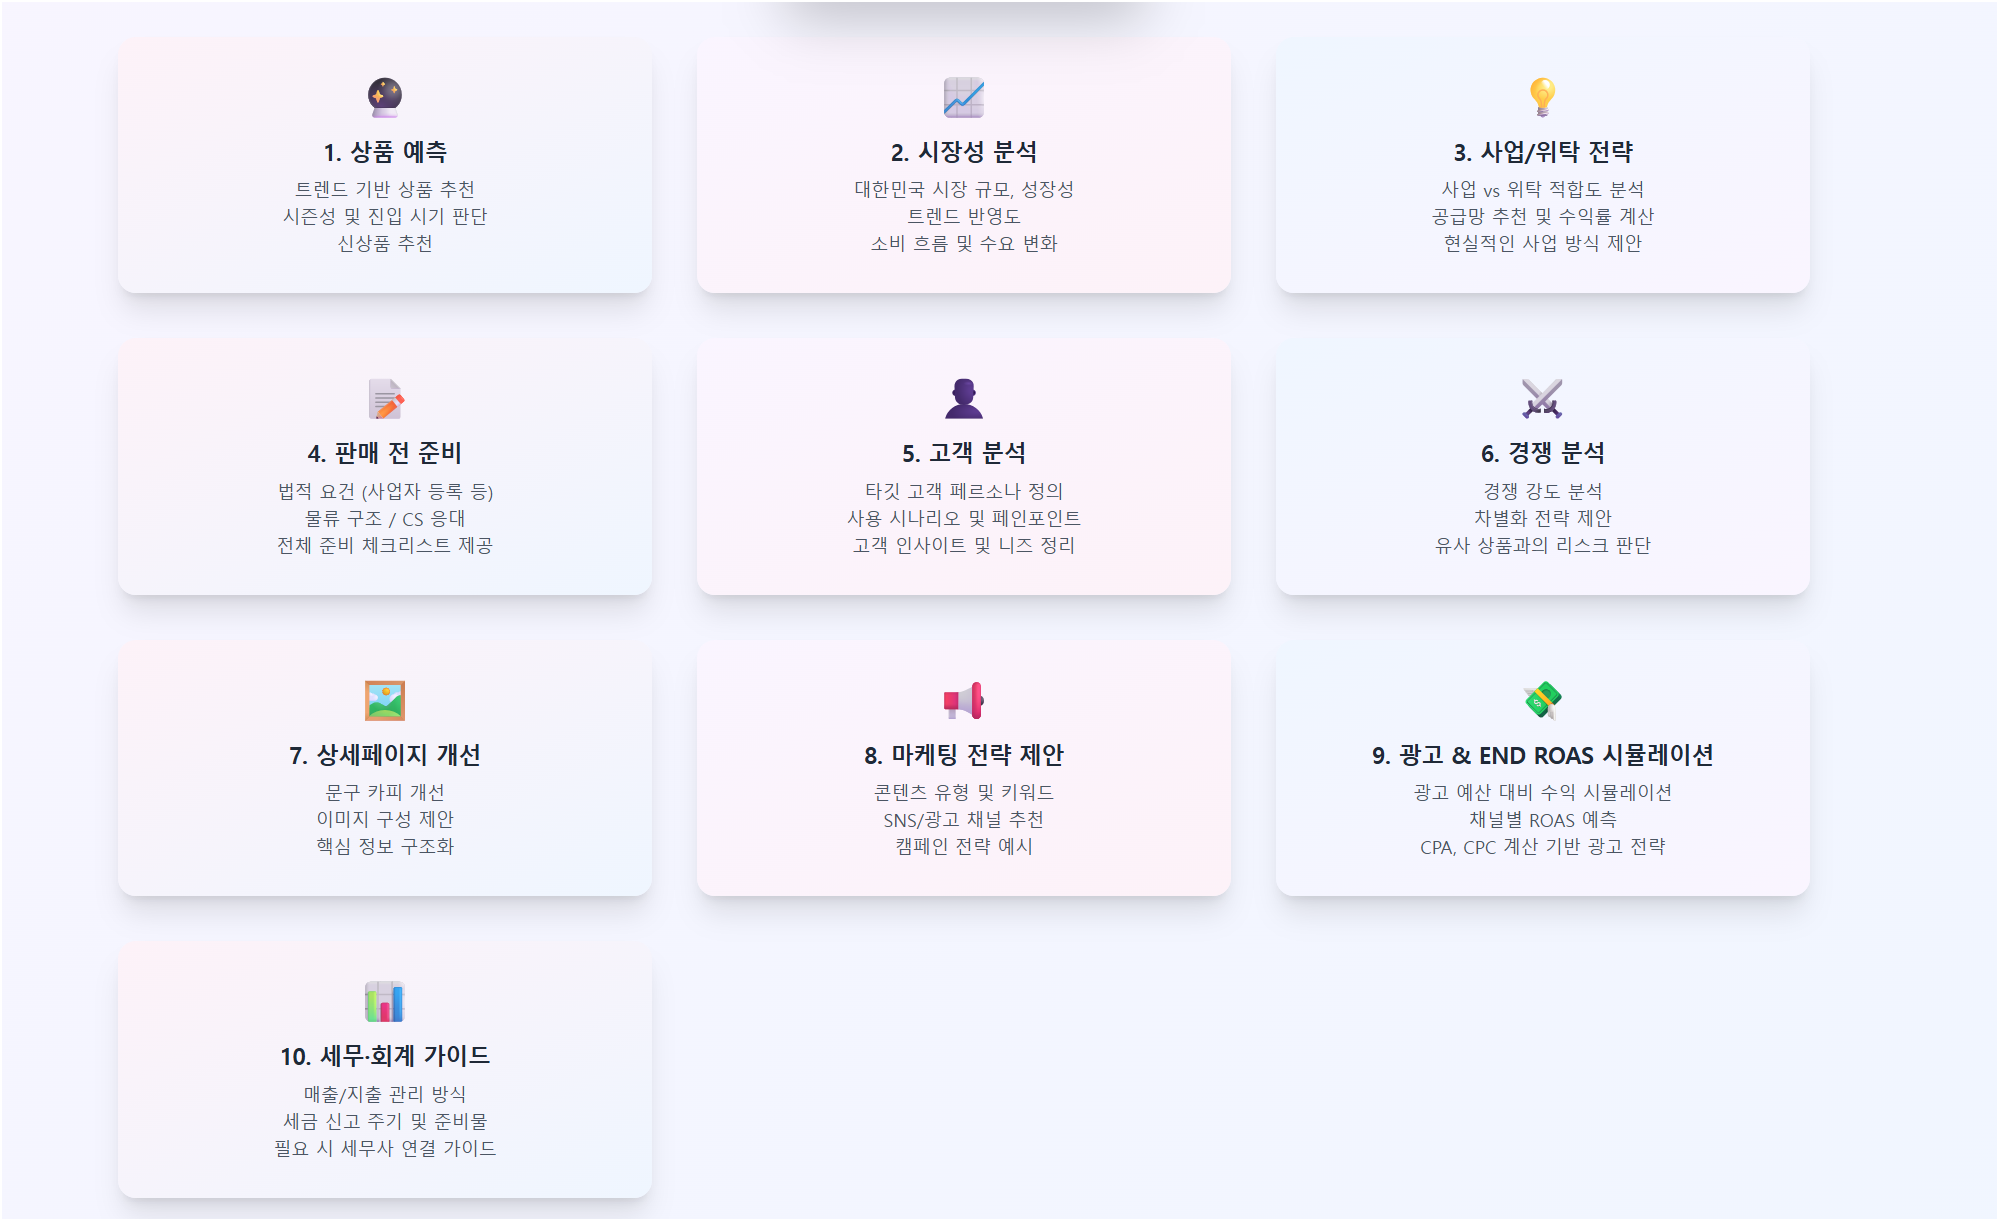 1. 상품 예측
트렌드 기반 상품 추천
시즌성 및 진입 시기 판단
신상품 추천
2. 시장성 분석
대한민국 시장 규모, 성장성
트렌드 반영도
소비 흐름 및 수요 변화
3. 사업/위탁 전략
사업 vs 위탁 적합도 분석
공급망 추천 및 수익률 계산
현실적인 사업 방식 제안
4. 판매 전 준비
법적 요건 (사업자 등록 등)
물류 구조 / CS 응대
전체 준비 체크리스트 제공
5. 고객 분석
타깃 고객 페르소나 정의
사용 시나리오 및 페인포인트
고객 인사이트 및 니즈 정리
6. 경쟁 분석
경쟁 강도 분석
차별화 전략 제안
유사 상품과의 리스크 판단
7. 상세페이지 개선
문구 카피 개선
이미지 구성 제안
핵심 정보 구조화
8. 마케팅 전략 제안
콘텐츠 유형 및 키워드
SNS/광고 채널 추천
캠페인 전략 예시
9. 광고 & END ROAS 시뮬레이션
광고 예산 대비 수익 시뮬레이션
채널별 ROAS 예측
CPA, CPC 계산 기반 광고 전략
10. 세무·회계 가이드
매출/지출 관리 방식
세금 신고 주기 및 준비물
필요 시 세무사 연결 가이드